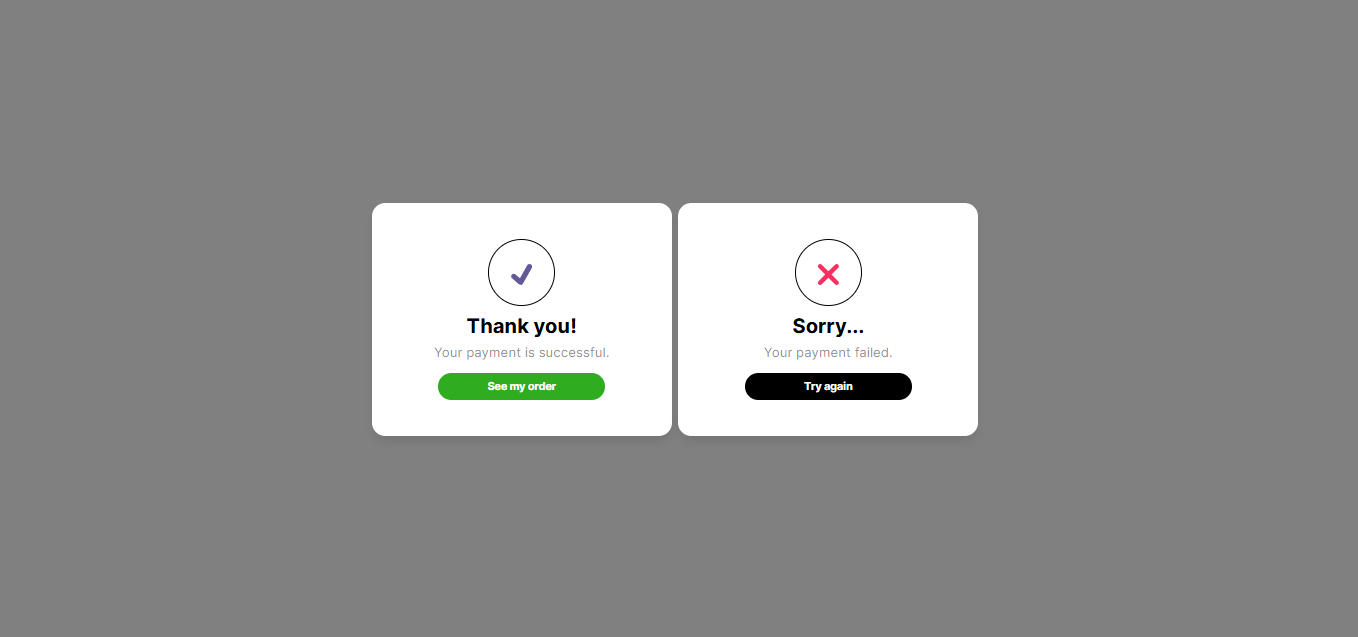 Thank you!
Your payment is successful.
See my order
Sorry...
Your payment failed.
Try again